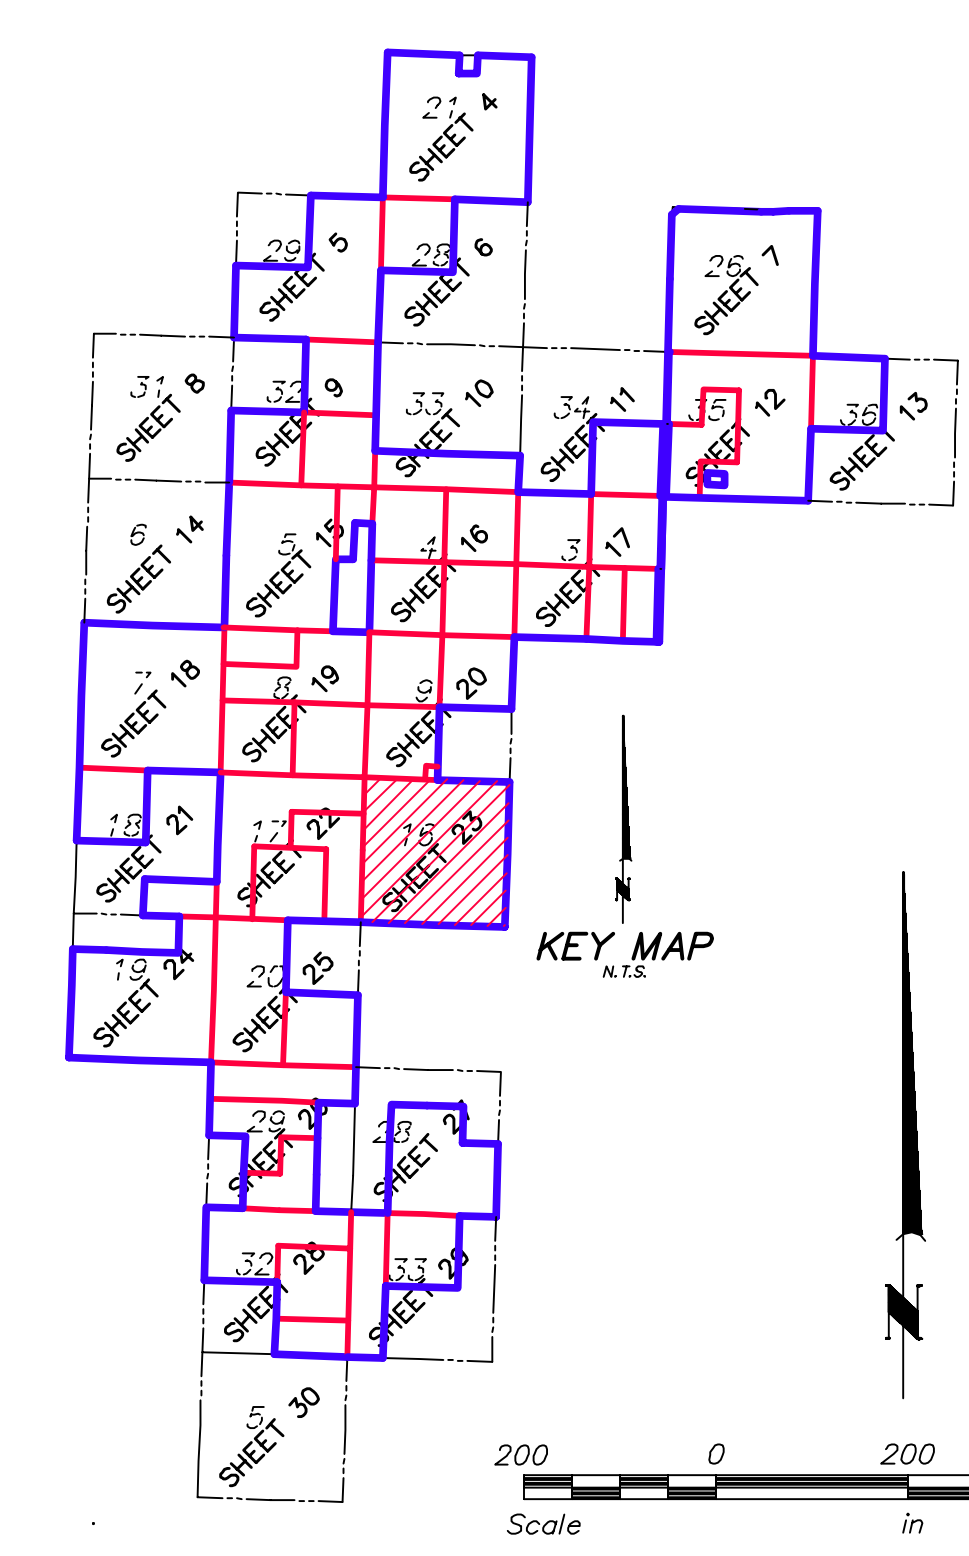 21
SHEET 4
29
SHEET 5
28
SHEET 6
26
SHEET 7
31
SHEET 8
32
SHEET 9
33
SHEET 10
34
SHEET 11
35
SHEET 12
36
SHEET 13
6
SHEET 14
5
SHEET 15
4
SHEET 16
3
SHEET 17
7
SHEET 18
8
SHEET 19
9
SHEET 20
18
SHEET 21
17
SHEET 22
16
SHEET 23
19
SHEET 24
20
SHEET 25
29
SHEET 26
28
SHEET 27
32
SHEET 28
33
SHEET 29
5
SHEET 30
N
KEY MAP
N.T.S.
N
200 0 200
Scale in